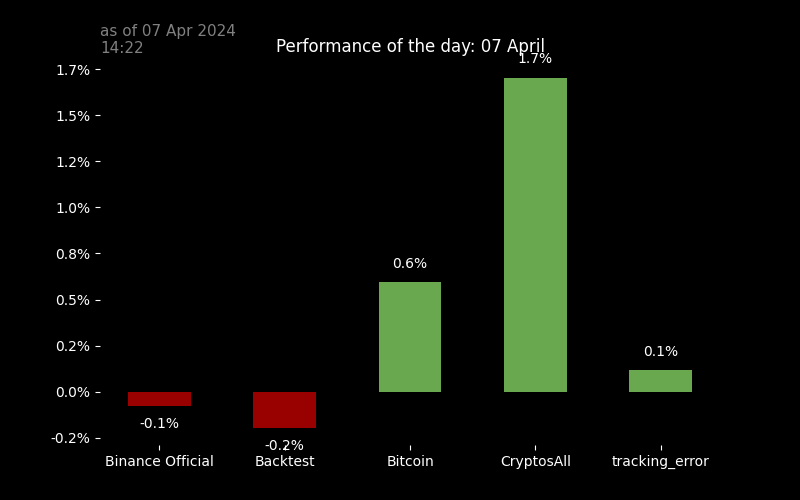 as of 07 Apr 2024
14:22
Performance of the day: 07 April
1.7%
1.7%
1.5%
1.2%
1.0%
0.8%
0.6%
0.5%
0.2%
0.1%
0.0%
-0.1%
-0.2%
-0.2%
Binance Official
Backtest
Bitcoin
CryptosAll
tracking_error